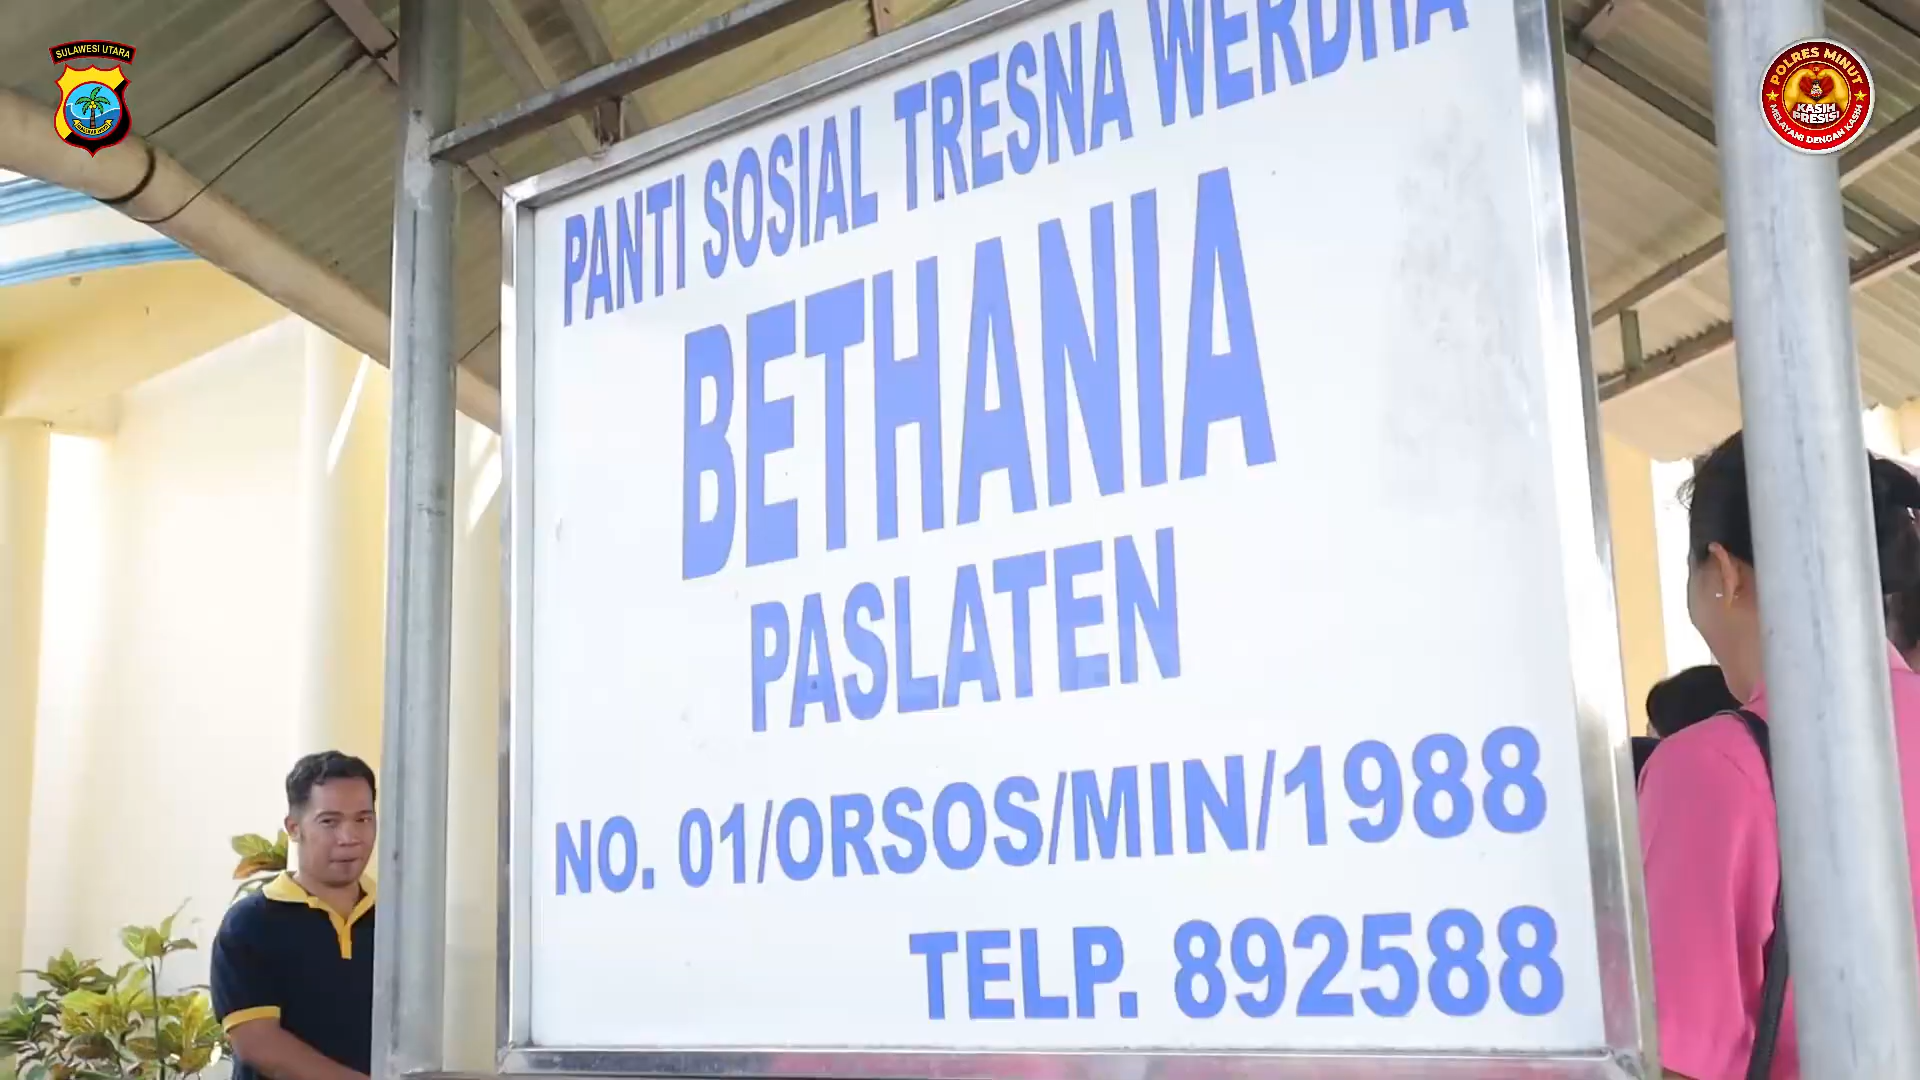 SULAWESI UTARA
POLRES MINUT
KASIH
PRESISI
MELAYANI DENGAN KASIH
PANTI SOSIAL TRESNA WERDHA
BETHANIA
PASLATEN
NO. 01/ORSOS/MIN/1988
TELP. 892588